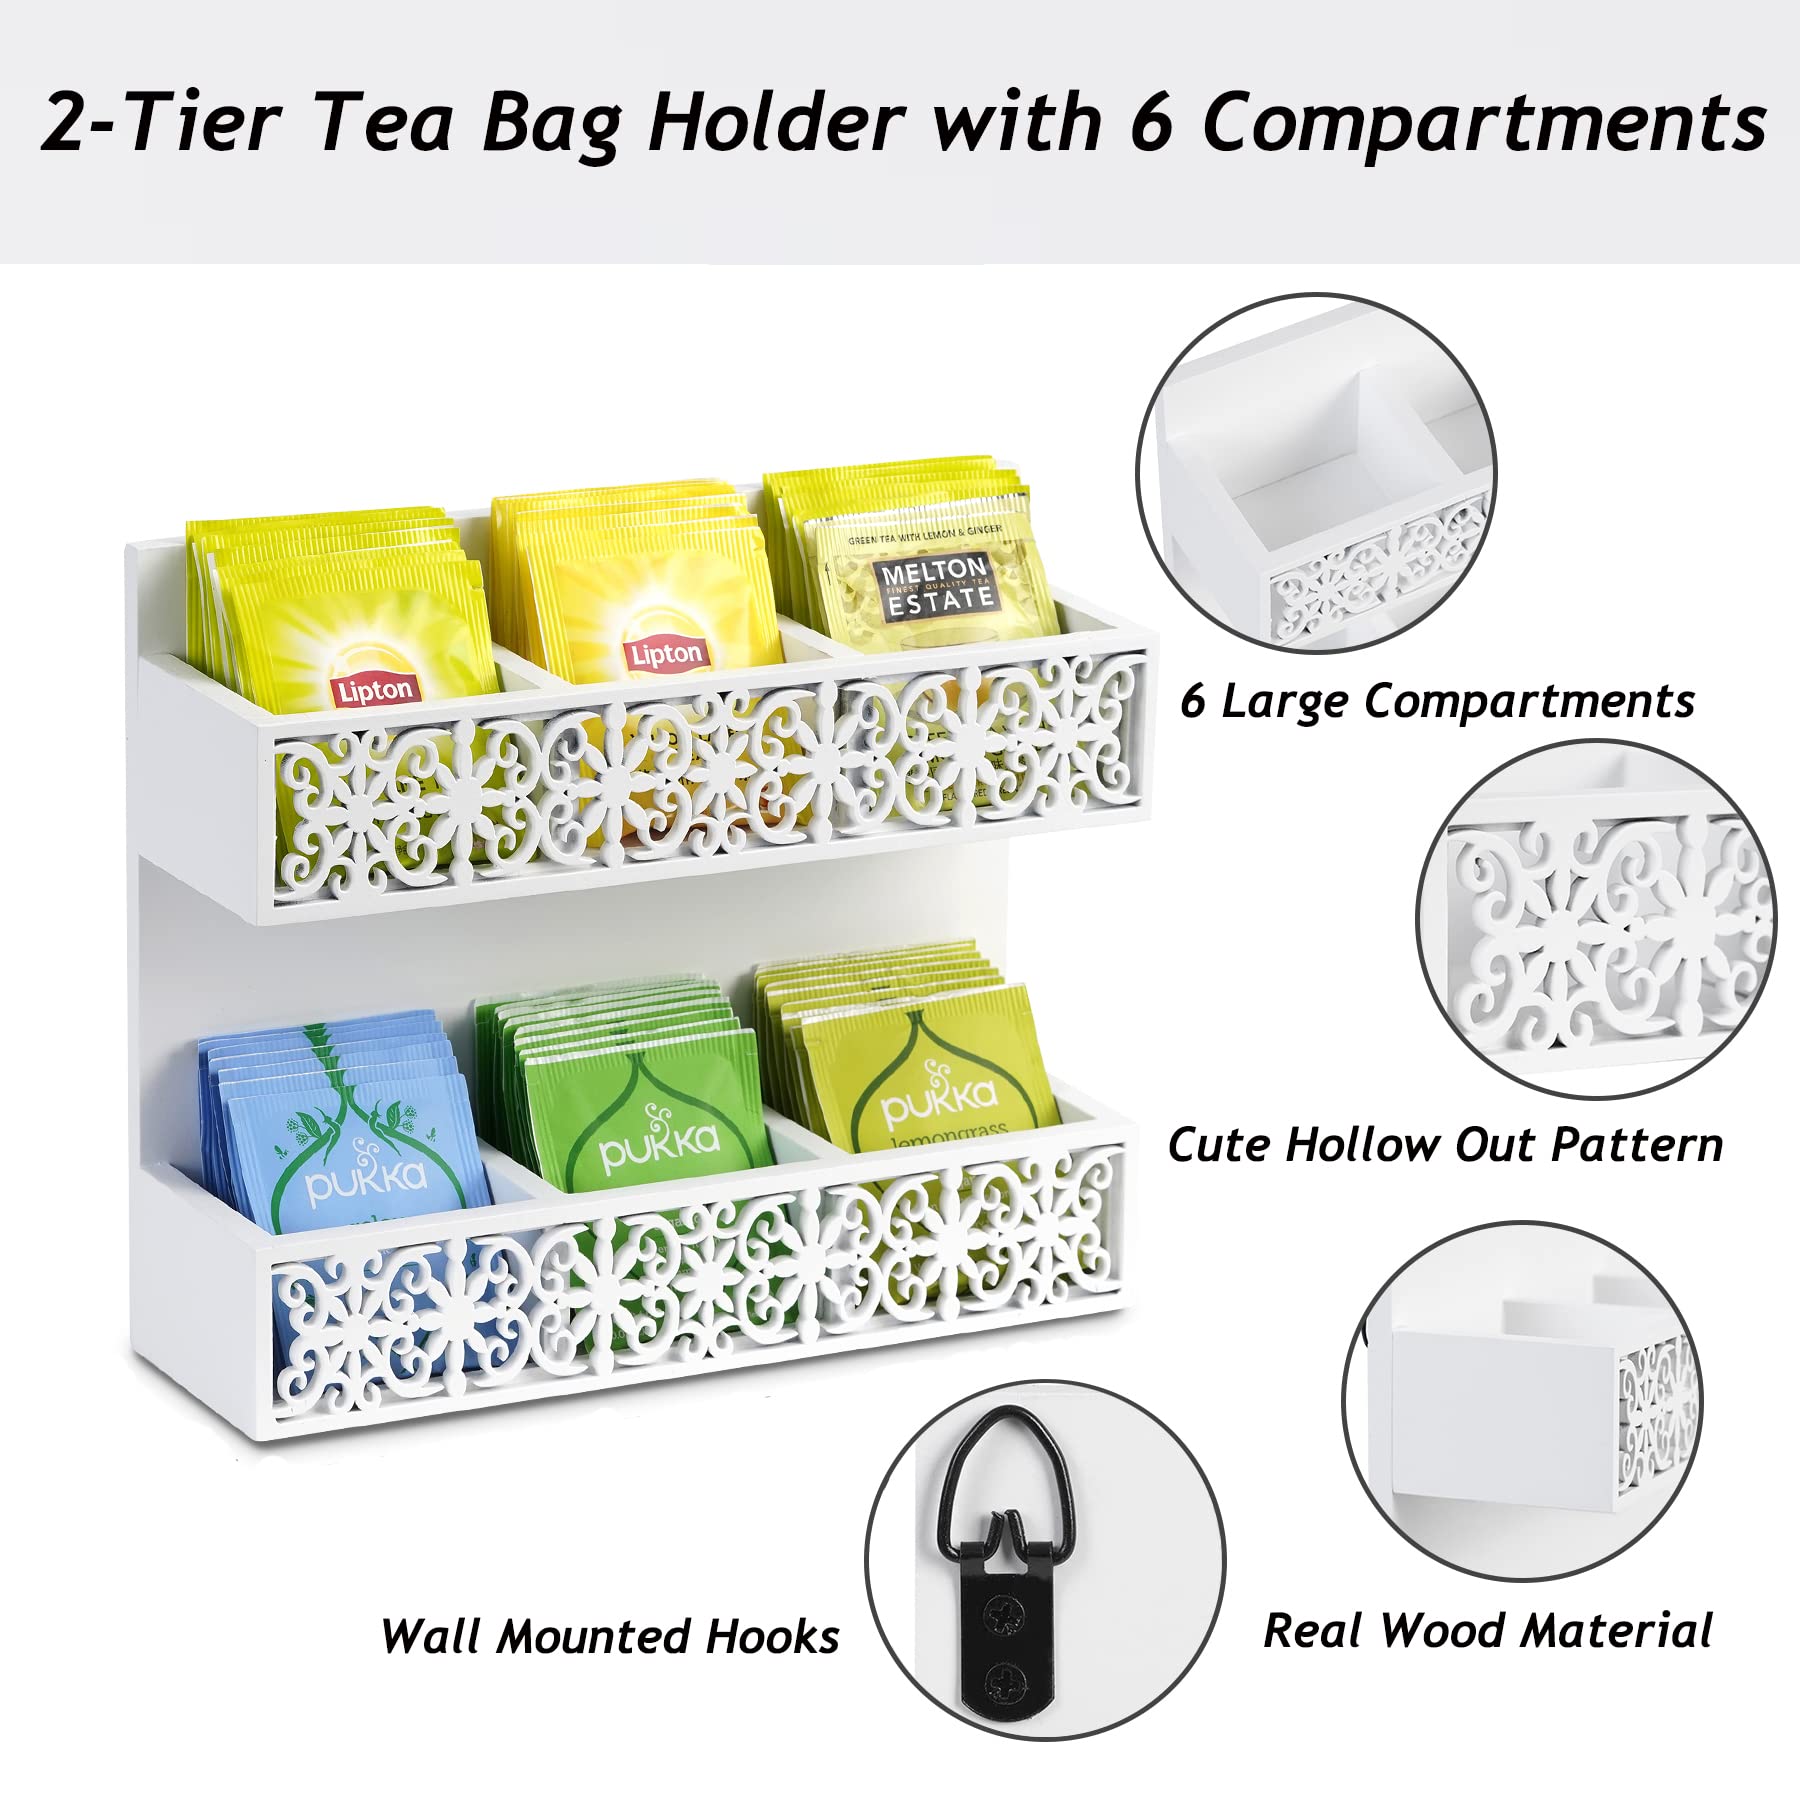 2-Tier Tea Bag Holder with 6 Compartments
GREEN TEA WITH LEMON & GINGER
MELTON
FINEST QUALITY TEA
ESTATE
Lipton
Lipton
6 Large Compartments
pukka
lemongrass
pukka
pukka
Cute Hollow Out Pattern
Wall Mounted Hooks
Real Wood Material